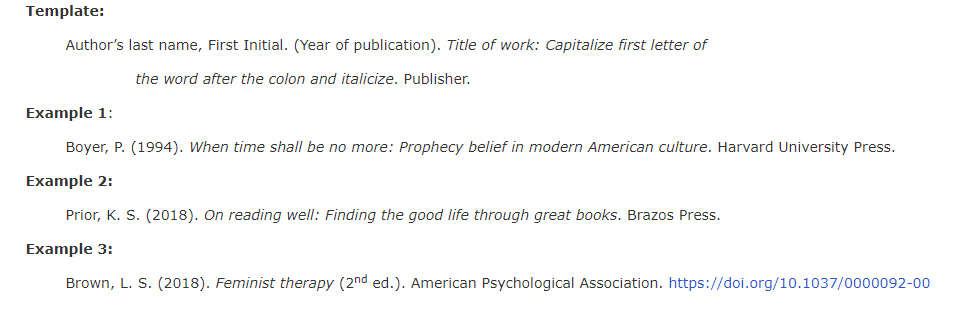 Template:
Author’s last name, First Initial. (Year of publication). Title of work: Capitalize first letter of
the word after the colon and italicize. Publisher.
Example 1:
Boyer, P. (1994). When time shall be no more: Prophecy belief in modern American culture. Harvard University Press.
Example 2:
Prior, K. S. (2018). On reading well: Finding the good life through great books. Brazos Press.
Example 3:
Brown, L. S. (2018). Feminist therapy (2nd ed.). American Psychological Association. https://doi.org/10.1037/0000092-00